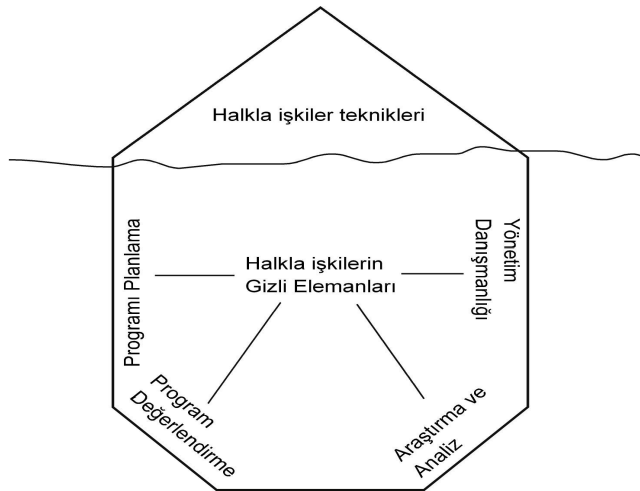 Halkla işkiler teknikleri
Programı Planlama
Halkla işkilerin
Gizli Elemanları
Yönetim
Danışmanlığı
Program
Değerlendirme
Araştırma ve
Analiz